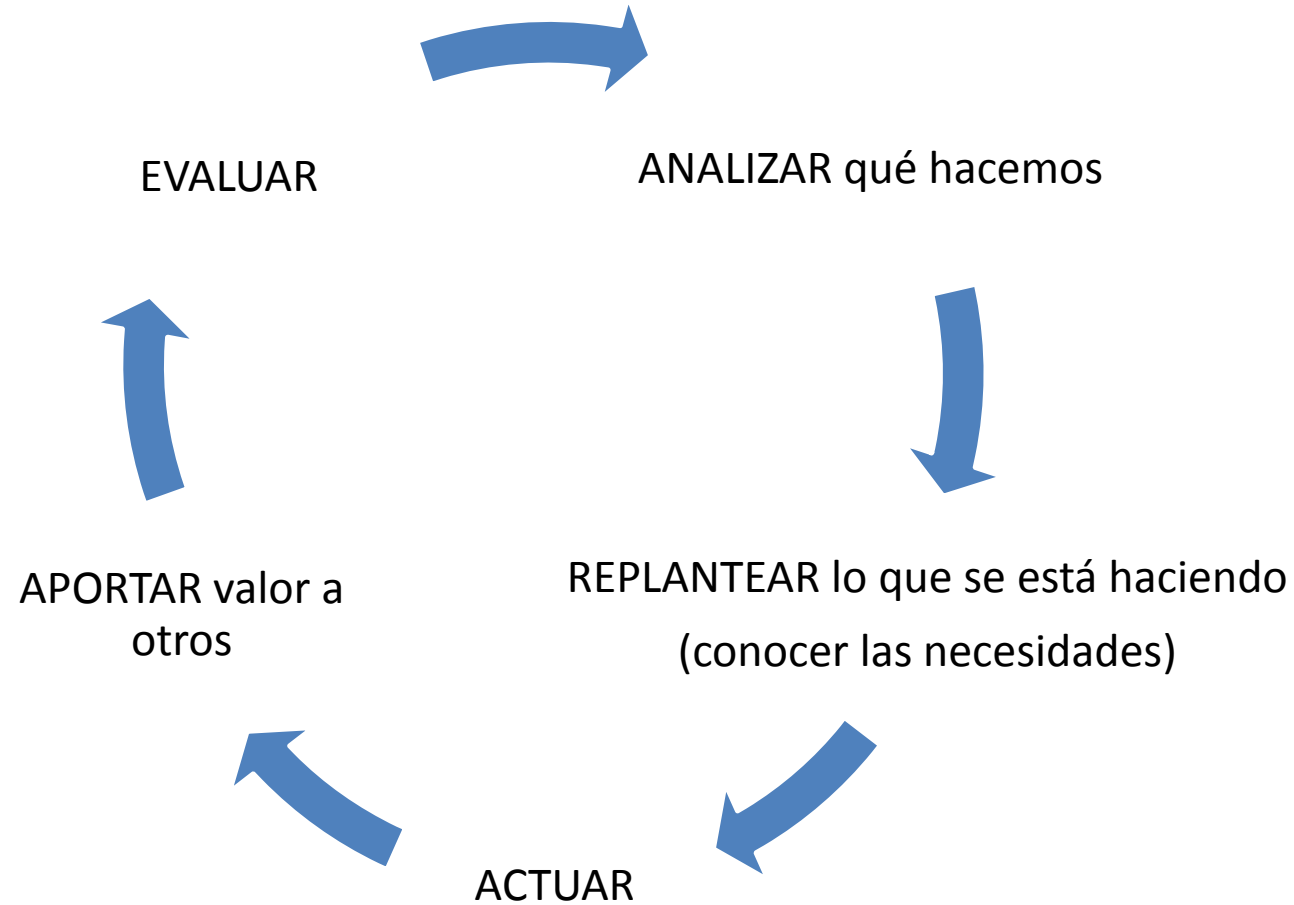 EVALUAR
ANALIZAR qué hacemos
REPLANTEAR lo que se está haciendo
(conocer las necesidades)
ACTUAR
APORTAR valor a
otros